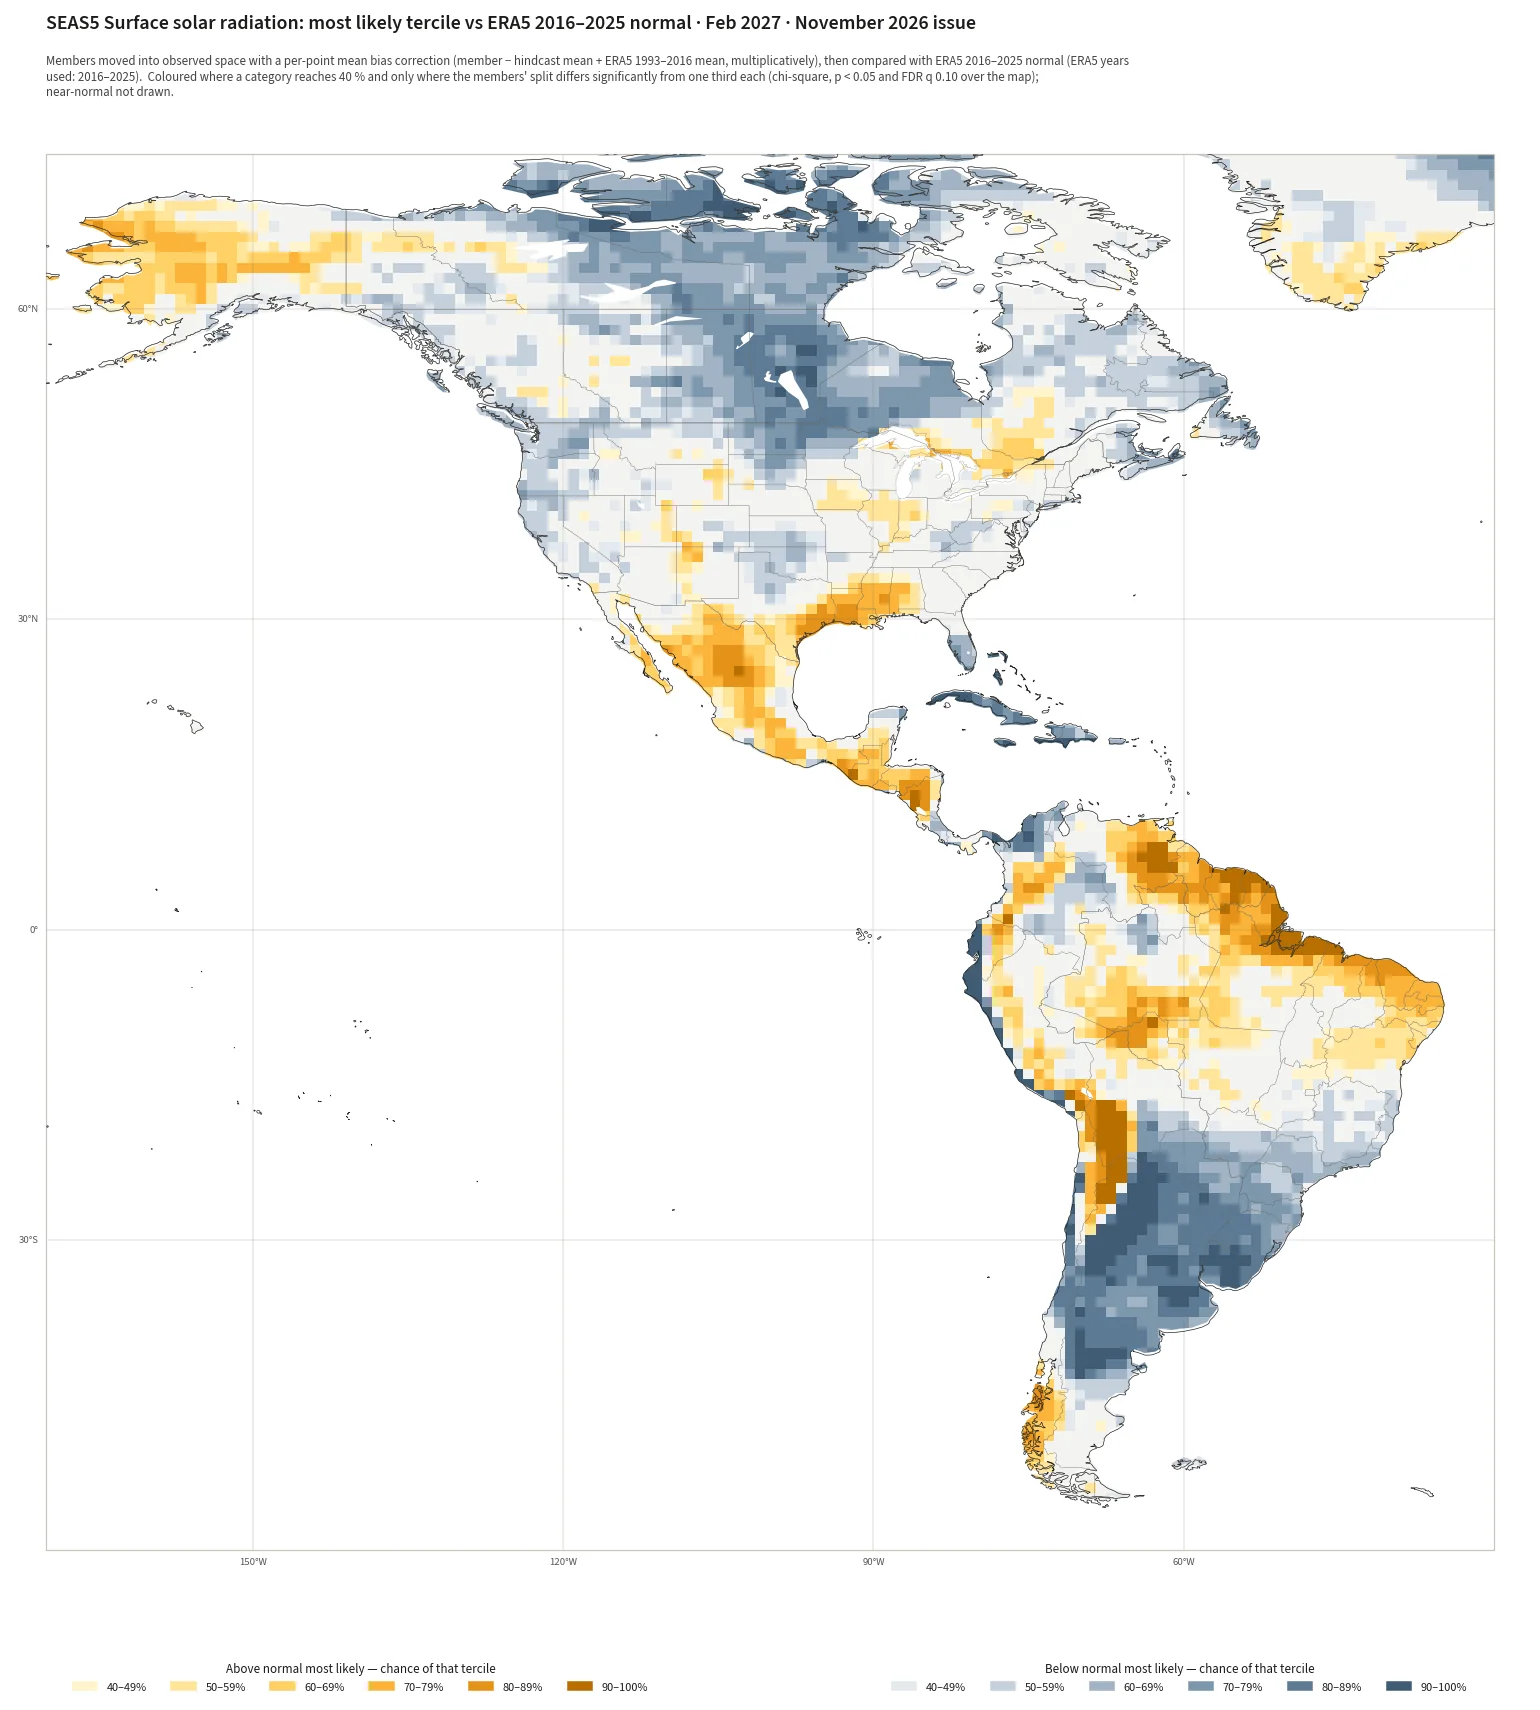 SEAS5 Surface solar radiation: most likely tercile vs ERA5 2016–2025 normal · Feb 2027 · November 2026 issue
Members moved into observed space with a per-point mean bias correction (member − hindcast mean + ERA5 1993–2016 mean, multiplicatively), then compared with ERA5 2016–2025 normal (ERA5 years
used: 2016–2025).  Coloured where a category reaches 40 % and only where the members' split differs significantly from one third each (chi-square, p < 0.05 and FDR q 0.10 over the map);
near-normal not drawn.
60°N
30°N
0°
30°S
150°W 120°W 90°W 60°W
Above normal most likely — chance of that tercile
40–49% 50–59% 60–69% 70–79% 80–89% 90–100%
Below normal most likely — chance of that tercile
40–49% 50–59% 60–69% 70–79% 80–89% 90–100%